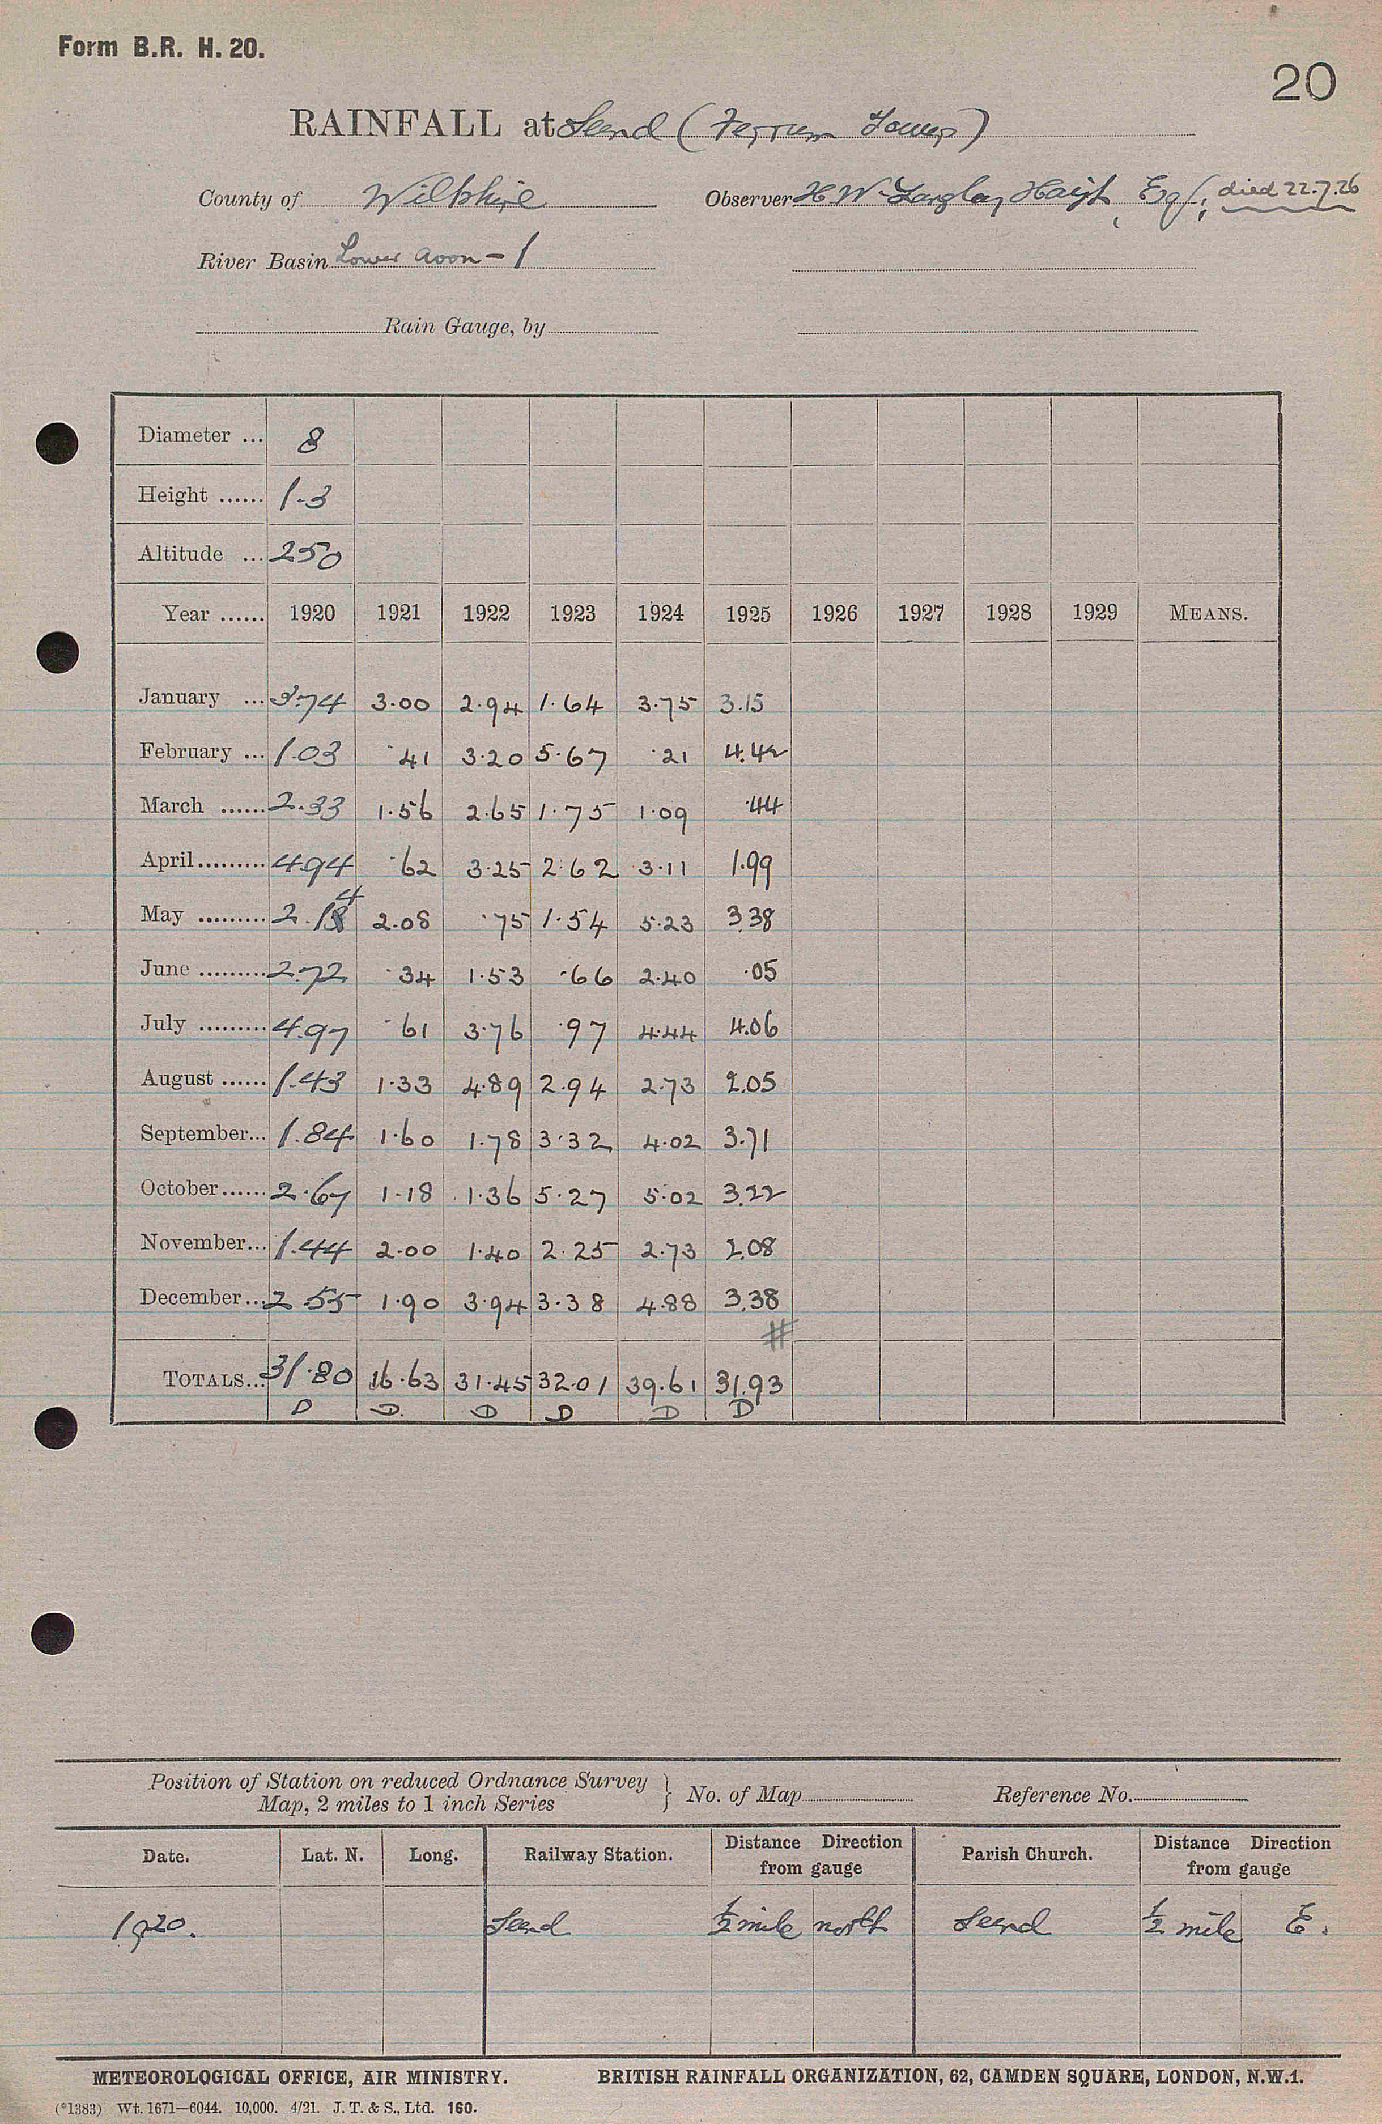 Form B.R. H. 20.
20
RAINFALL at Seend (Ferrum Towers)
County of Wiltshire Observer H W Langley Haigh, Esq; died 22.7.26
River Basin Lower Avon - 1
Rain Gauge, by
Diameter ... 8
Height ...... 1-3
Altitude ... 250
Year ...... 1920 1921 1922 1923 1924 1925 1926 1927 1928 1929 MEANS.
January ... 3.74 3.00 2.94 1.64 3.75 3.15
February ... 1.03 .41 3.20 5.67 .21 4.42
March ...... 2.33 1.56 2.65 1.75 1.09 .44
April ......... 4.94 .62 3.25 2.62 3.11 1.99
May ......... 2.14 2.08 .75 1.54 5.23 3.38
June ......... 2.72 .34 1.53 .66 2.40 .05
July ......... 4.97 .61 3.76 .97 4.44 4.06
August ...... 1.43 1.33 4.89 2.94 2.73 2.05
September... 1.84 1.60 1.78 3.32 4.02 3.71
October...... 2.67 1.18 1.36 5.27 5.02 3.22
November... 1.44 2.00 1.40 2.25 2.73 2.08
December... 2.55 1.90 3.94 3.38 4.88 3.38
#
TOTALS... 31.80 16.63 31.45 32.01 39.61 31.93
D D D D D D
Position of Station on reduced Ordnance Survey Map, 2 miles to 1 inch Series } No. of Map Reference No.
Date. Lat. N. Long. Railway Station. Distance Direction from gauge Parish Church. Distance Direction from gauge
1920. Seend ½ mile north Seend ½ mile E.
METEOROLOGICAL OFFICE, AIR MINISTRY. BRITISH RAINFALL ORGANIZATION, 62, CAMDEN SQUARE, LONDON, N.W.1.
(*1383) Wt. 1671—6044. 10,000. 4/21. J. T. & S., Ltd. 160.